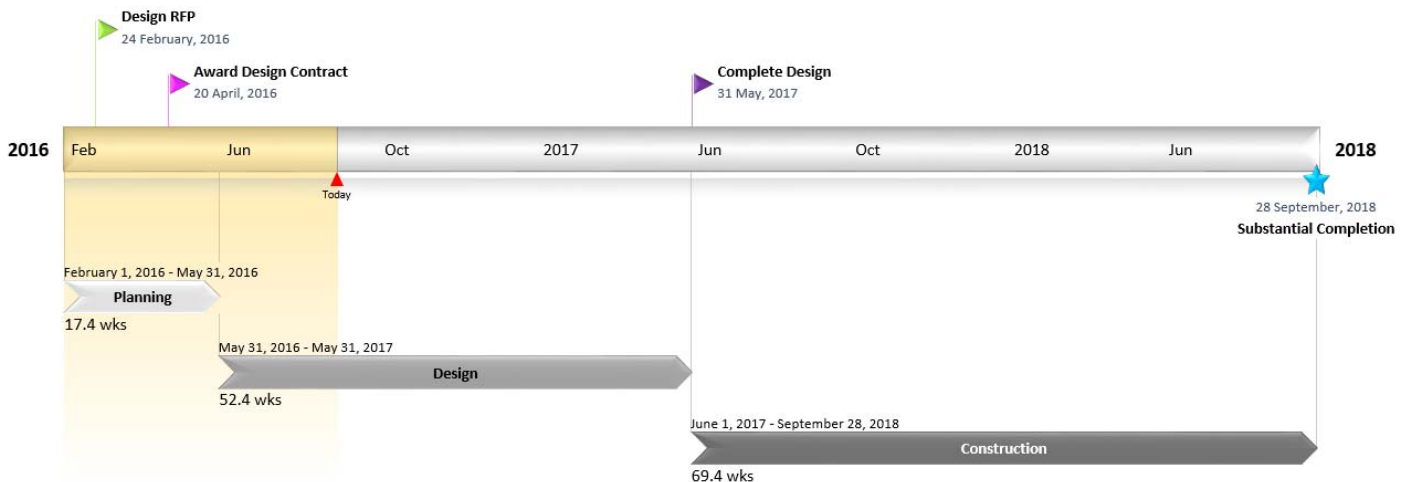 Design RFP
24 February, 2016
Award Design Contract
20 April, 2016
Complete Design
31 May, 2017
2016 Feb Jun Oct 2017 Jun Oct 2018 Jun 2018
Today
28 September, 2018
Substantial Completion
February 1, 2016 - May 31, 2016
Planning
17.4 wks
May 31, 2016 - May 31, 2017
Design
52.4 wks
June 1, 2017 - September 28, 2018
Construction
69.4 wks